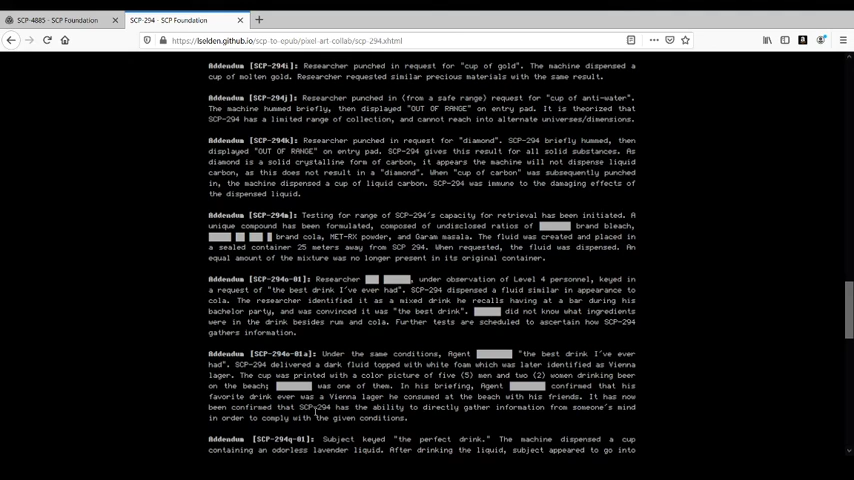 SCP-4885 - SCP Foundation
SCP-294 - SCP Foundation
https://lselden.github.io/scp-to-epub/pixel-art-collab/scp-294.xhtml
Addendum [SCP-294i]: Researcher punched in request for "cup of gold". The machine dispensed a
cup of molten gold. Researcher requested similar precious materials with the same result.
Addendum [SCP-294j]: Researcher punched in (from a safe range) request for "cup of anti-water".
The machine hummed briefly, then displayed "OUT OF RANGE" on entry pad. It is theorized that
SCP-294 has a limited range of collection, and cannot reach into alternate universes/dimensions.
Addendum [SCP-294k]: Researcher punched in request for "diamond". SCP-294 briefly hummed, then
displayed "OUT OF RANGE" on entry pad. SCP-294 gives this result for all solid substances. As
diamond is a solid crystalline form of carbon, it appears the machine will not dispense liquid
carbon, as this does not result in a "diamond". When "cup of carbon" was subsequently punched
in, the machine dispensed a cup of liquid carbon. SCP-294 was immune to the damaging effects of
the dispensed liquid.
Addendum [SCP-294m]: Testing for range of SCP-294's capacity for retrieval has been initiated. A
unique compound has been formulated, composed of undisclosed ratios of brand bleach,
brand cola, MET-RX powder, and Garam masala. The fluid was created and placed in
a sealed container 25 meters away from SCP 294. When requested, the fluid was dispensed. An
equal amount of the mixture was no longer present in its original container.
Addendum [SCP-294o-01]: Researcher , under observation of Level 4 personnel, keyed in
a request of "the best drink I've ever had". SCP-294 dispensed a fluid similar in appearance to
cola. The researcher identified it as a mixed drink he recalls having at a bar during his
bachelor party, and was convinced it was "the best drink". did not know what ingredients
were in the drink besides rum and cola. Further tests are scheduled to ascertain how SCP-294
gathers information.
Addendum [SCP-294o-01a]: Under the same conditions, Agent "the best drink I've ever
had". SCP-294 delivered a dark fluid topped with white foam which was later identified as Vienna
lager. The cup was printed with a color picture of five (5) men and two (2) women drinking beer
on the beach; was one of them. In his briefing, Agent confirmed that his
favorite drink ever was a Vienna lager he consumed at the beach with his friends. It has now
been confirmed that SCP-294 has the ability to directly gather information from someone's mind
in order to comply with the given conditions.
Addendum [SCP-294q-01]: Subject keyed "the perfect drink." The machine dispensed a cup
containing an odorless lavender liquid. After drinking the liquid, subject appeared to go into